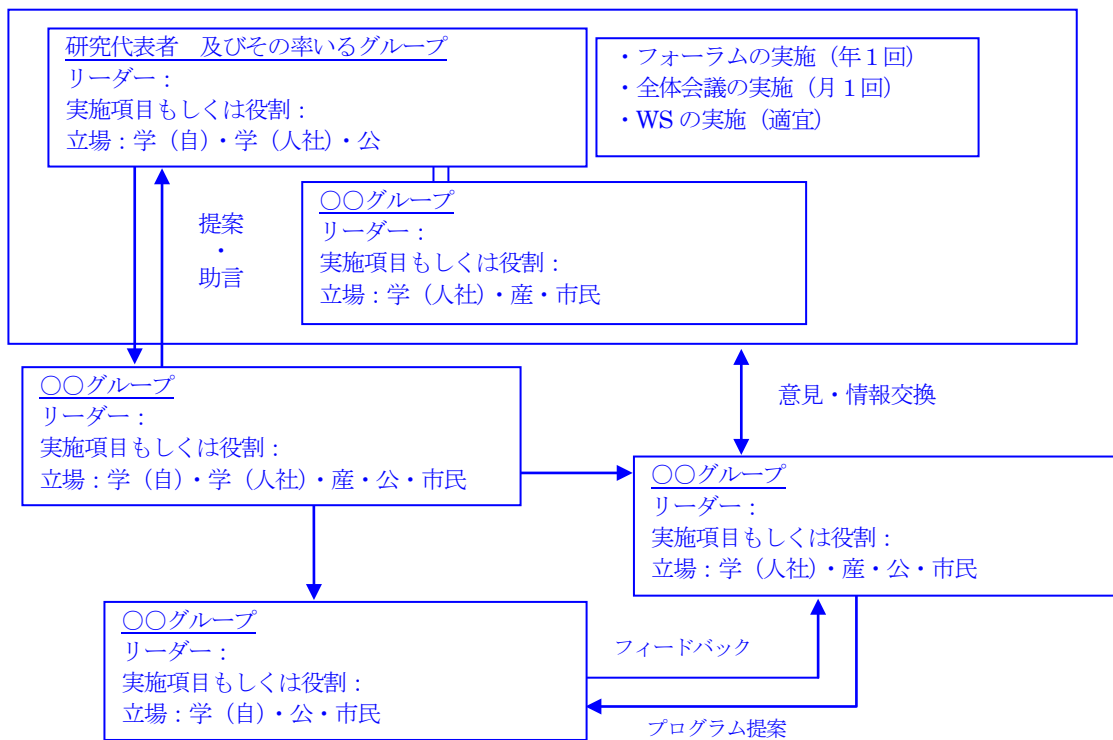 研究代表者　及びその率いるグループ
リーダー：
実施項目もしくは役割：
立場：学（自）・学（人社）・公
・フォーラムの実施（年１回）
・全体会議の実施（月１回）
・WS の実施（適宜）
提案
・
助言
〇〇グループ
リーダー：
実施項目もしくは役割：
立場：学（人社）・産・市民
〇〇グループ
リーダー：
実施項目もしくは役割：
立場：学（自）・学（人社）・産・公・市民
意見・情報交換
〇〇グループ
リーダー：
実施項目もしくは役割：
立場：学（人社）・産・公・市民
〇〇グループ
リーダー：
実施項目もしくは役割：
立場：学（自）・公・市民
フィードバック
プログラム提案